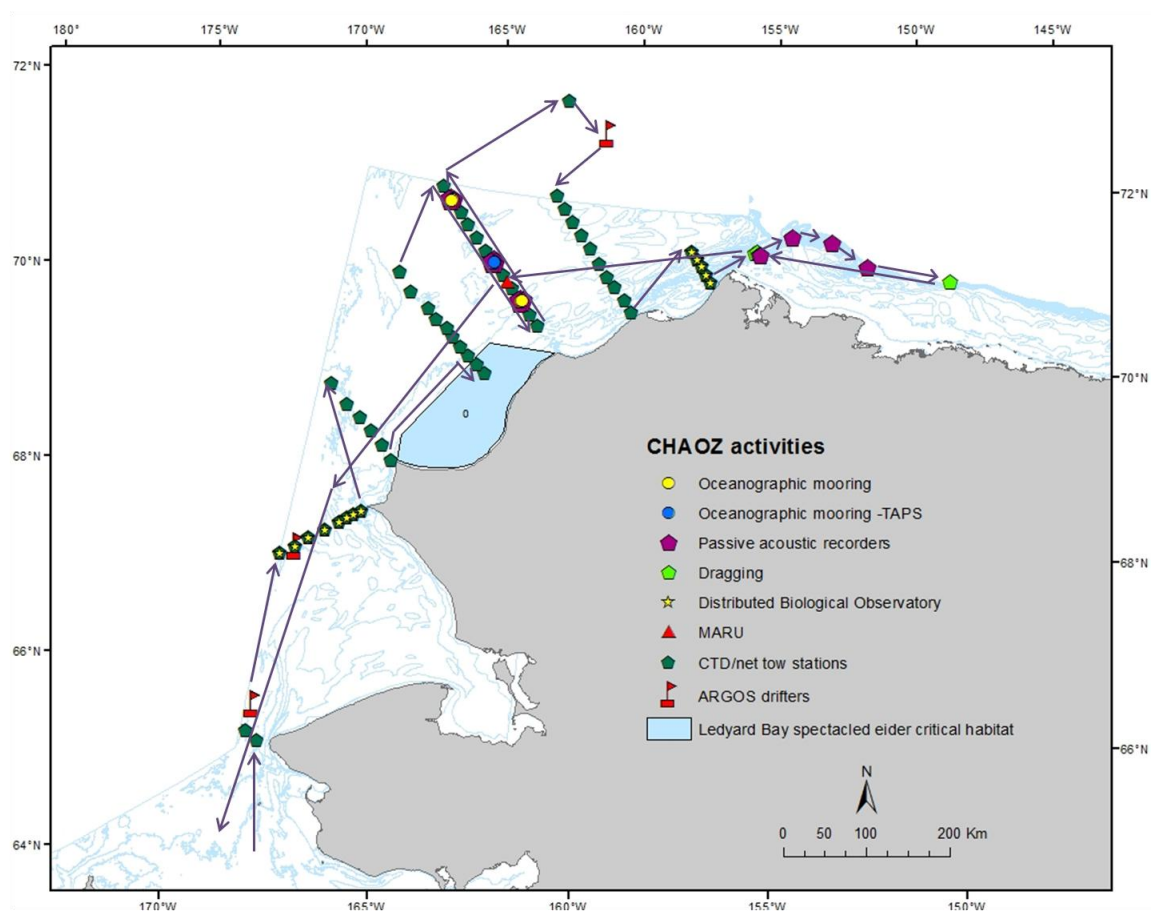 180° 175°W 170°W 165°W 160°W 155°W 150°W 145°W
72°N
72°N
70°N
70°N
0
68°N
CHAOZ activities
Oceanographic mooring
Oceanographic mooring -TAPS
Passive acoustic recorders
68°N
Dragging
Distributed Biological Observatory
MARU
66°N
CTD/net tow stations
ARGOS drifters
Ledyard Bay spectacled eider critical habitat
66°N
N
0 50 100 200 Km
64°N
170°W 165°W 160°W 155°W 150°W